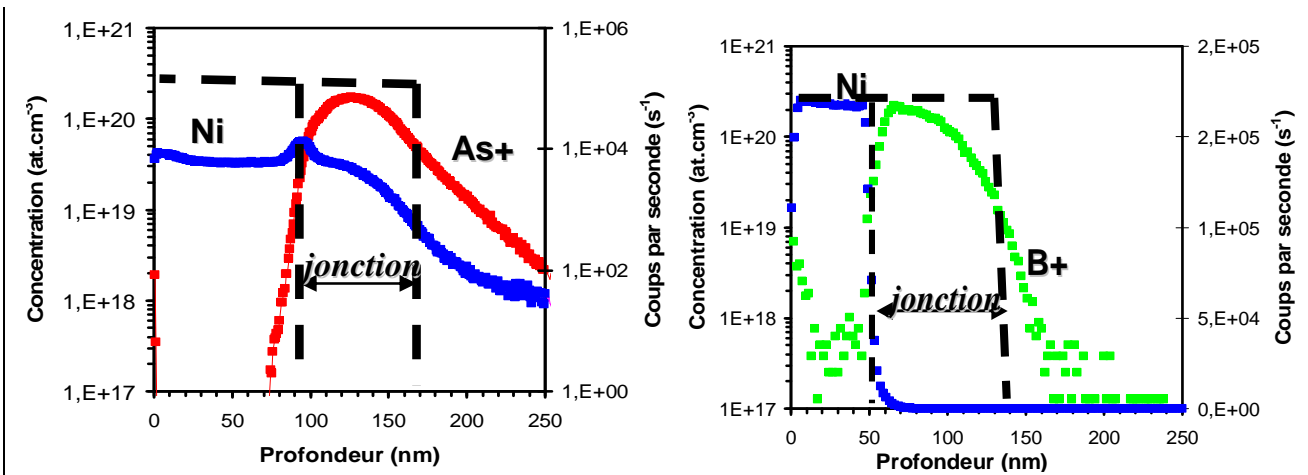 1,E+21
1,E+20
1,E+19
1,E+18
1,E+17
Concentration (at.cm⁻³)
Ni
As+
jonction
1,E+06
1,E+04
1,E+02
1,E+00
Coups par seconde (s⁻¹)
0 50 100 150 200 250
Profondeur (nm)
1E+21
1E+20
1E+19
1E+18
1E+17
Concentration (at.cm⁻³)
Ni
B+
jonction
2,E+05
2,E+05
1,E+05
5,E+04
0,E+00
Coups par seconde (s⁻¹)
0 50 100 150 200 250
Profondeur (nm)